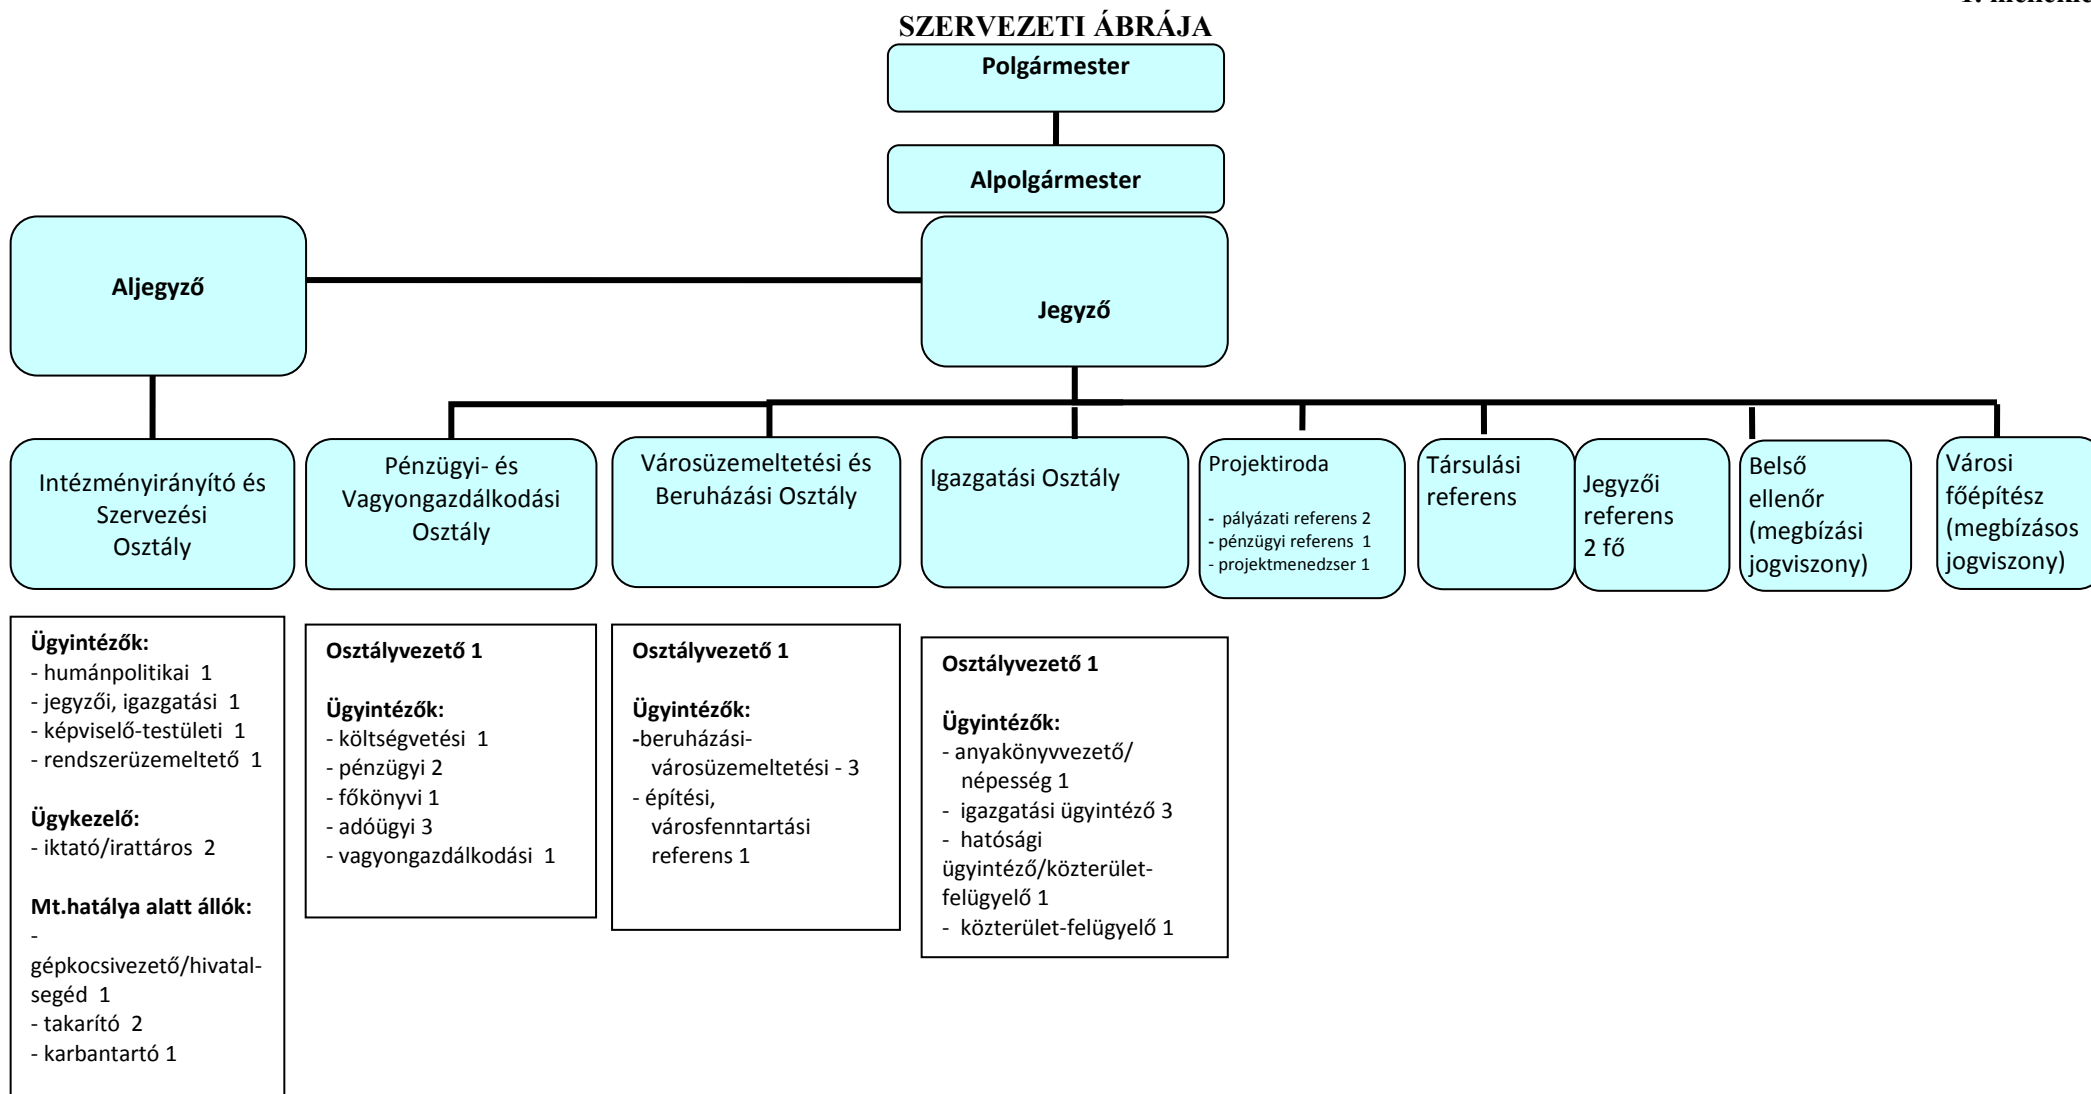 SZERVEZETI ÁBRÁJA
Polgármester
Alpolgármester
Aljegyző
Jegyző
Intézményirányító és
Szervezési
Osztály
Pénzügyi- és
Vagyongazdálkodási
Osztály
Városüzemeltetési és
Beruházási Osztály
Igazgatási Osztály
Projektiroda
- pályázati referens 2
- pénzügyi referens 1
- projektmenedzser 1
Társulási
referens
Jegyzői
referens
2 fő
Belső
ellenőr
(megbízási
jogviszony)
Városi
főépítész
(megbízásos
jogviszony)
Ügyintézők:
- humánpolitikai 1
- jegyzői, igazgatási 1
- képviselő-testületi 1
- rendszerüzemeltető 1
Ügykezelő:
- iktató/irattáros 2
Mt.hatálya alatt állók:
-
gépkocsivezető/hivatal-
segéd 1
- takarító 2
- karbantartó 1
Osztályvezető 1
Ügyintézők:
- költségvetési 1
- pénzügyi 2
- főkönyvi 1
- adóügyi 3
- vagyongazdálkodási 1
Osztályvezető 1
Ügyintézők:
-beruházási-
városüzemeltetési - 3
- építési,
városfenntartási
referens 1
Osztályvezető 1
Ügyintézők:
- anyakönyvvezető/
népesség 1
- igazgatási ügyintéző 3
- hatósági
ügyintéző/közterület-
felügyelő 1
- közterület-felügyelő 1